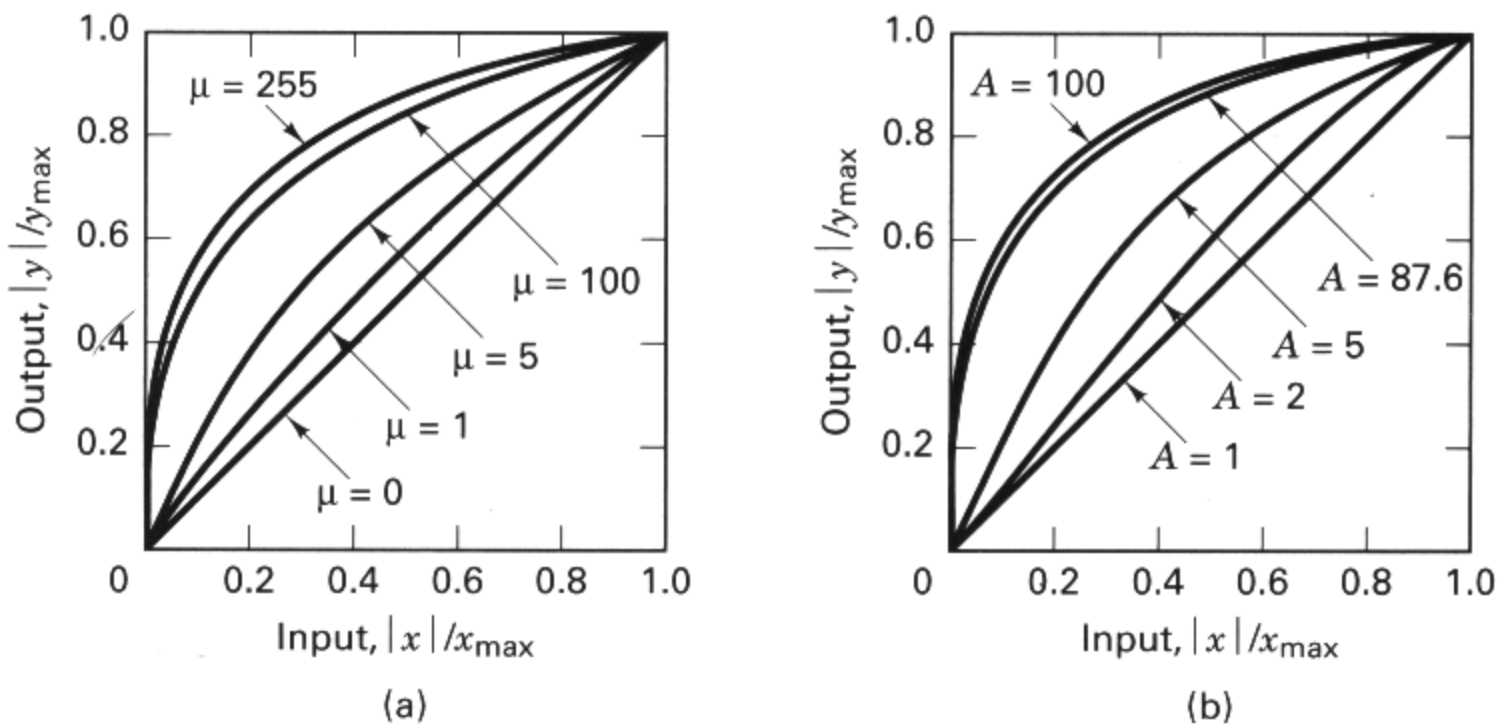 1.0
0.8
0.6
0.4
0.2
0
0.2
0.4
0.6
0.8
1.0
Output, |y|/ymax
Input, |x|/xmax
μ = 255
μ = 100
μ = 5
μ = 1
μ = 0
(a)
1.0
0.8
0.6
0.4
0.2
0
0.2
0.4
0.6
0.8
1.0
Output, |y|/ymax
Input, |x|/xmax
A = 100
A = 87.6
A = 5
A = 2
A = 1
(b)